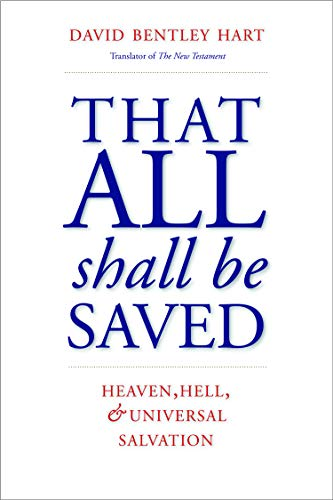 DAVID BENTLEY HART
Translator of The New Testament
THAT
ALL
shall be
SAVED
HEAVEN, HELL,
& UNIVERSAL
SALVATION